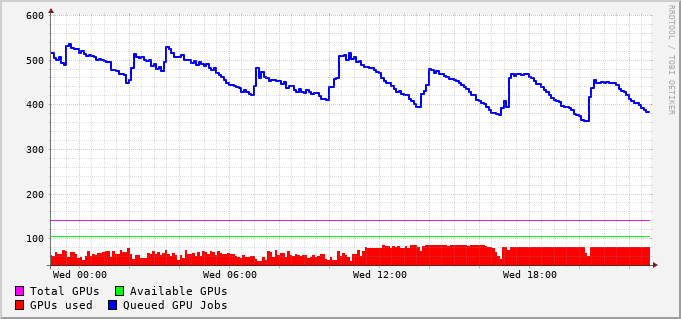 600
500
400
300
200
100
Wed 00:00 Wed 06:00 Wed 12:00 Wed 18:00
Total GPUs Available GPUs
GPUs used Queued GPU Jobs
RRDTOOL / TOBI OETIKER